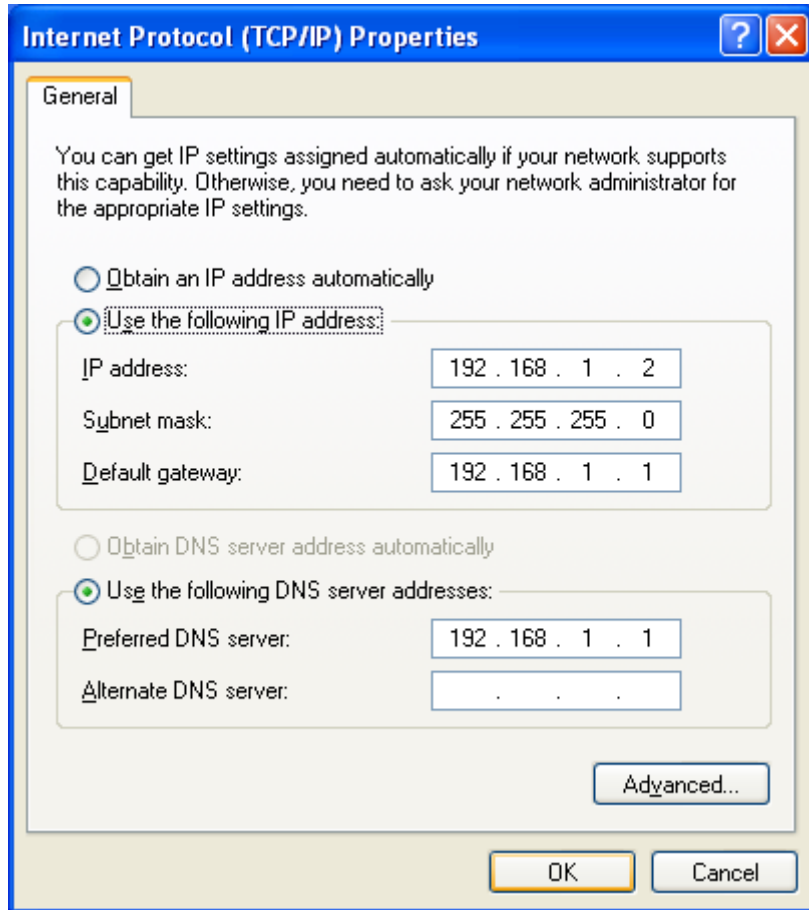 Internet Protocol (TCP/IP) Properties
?
General
You can get IP settings assigned automatically if your network supports
this capability. Otherwise, you need to ask your network administrator for
the appropriate IP settings.
Obtain an IP address automatically
Use the following IP address:
IP address: 192 . 168 . 1 . 2
Subnet mask: 255 . 255 . 255 . 0
Default gateway: 192 . 168 . 1 . 1
Obtain DNS server address automatically
Use the following DNS server addresses:
Preferred DNS server: 192 . 168 . 1 . 1
Alternate DNS server: . . .
Advanced...
OK Cancel